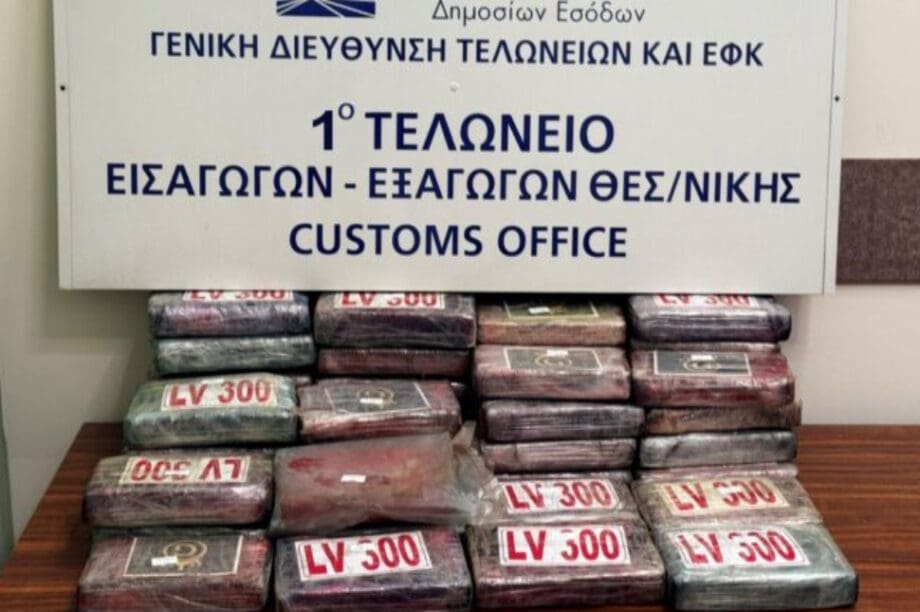 Δημοσίων Εσόδων
ΓΕΝΙΚΗ ΔΙΕΥΘΥΝΣΗ ΤΕΛΩΝΕΙΩΝ ΚΑΙ ΕΦΚ
1Ο ΤΕΛΩΝΕΙΟ
ΕΙΣΑΓΩΓΩΝ - ΕΞΑΓΩΓΩΝ ΘΕΣ/ΝΙΚΗΣ
CUSTOMS OFFICE
LV 300
LV 300
LV 300
LV 300
LV 300
LV 300
LV 300
LV 300
LV 300
LV 300